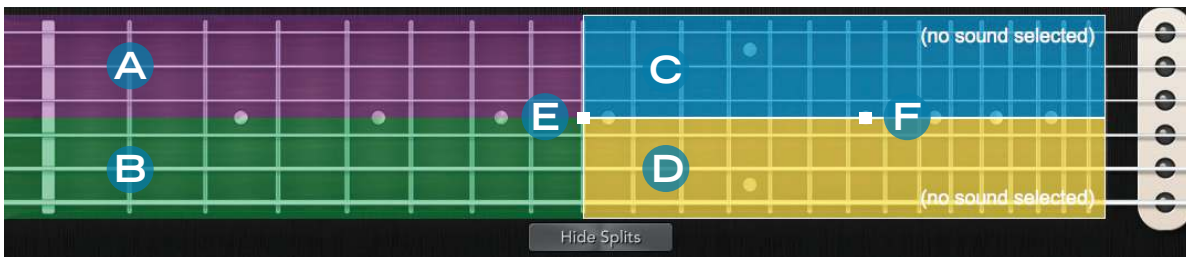 (no sound selected)
A
C
E
F
B
D
(no sound selected)
Hide Splits